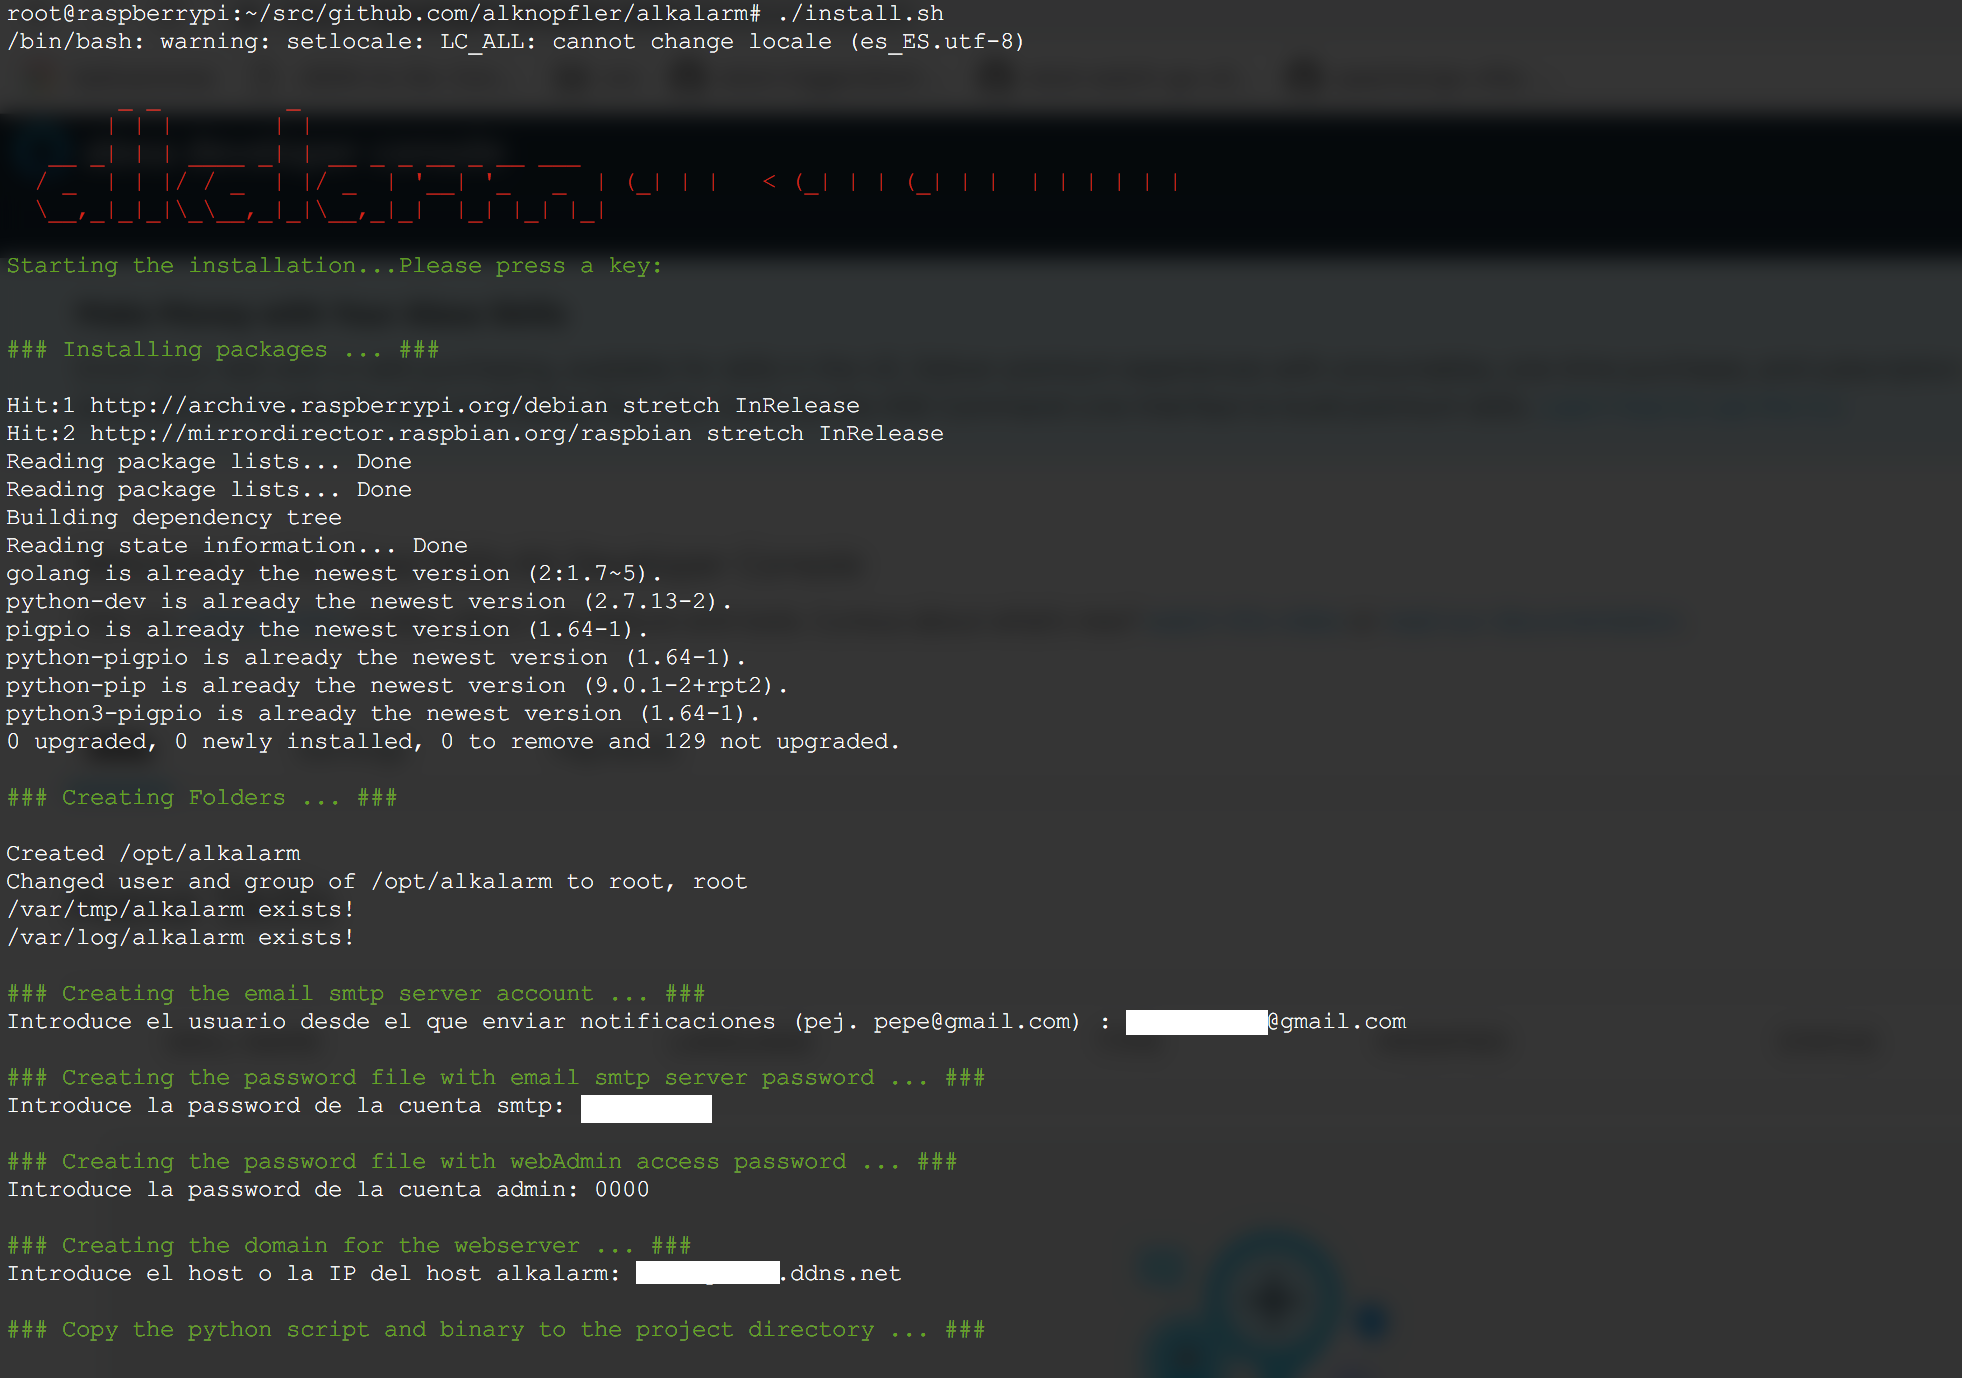 root@raspberrypi:~/src/github.com/alknopfler/alkalarm# ./install.sh
/bin/bash: warning: setlocale: LC_ALL: cannot change locale (es_ES.utf-8)
        _ _         _
       | | |       | |
   __ _| | | ____ _| | __ _ _ __ _ __ ___
  / _  | | |/ / _  | |/ _  | '__| '_   _  | (_| | |   < (_| | | (_| | |  | | | | | |
  \__,_|_|_|\_\__,_|_|\__,_|_|  |_| |_| |_|
Starting the installation...Please press a key:
### Installing packages ... ###
Hit:1 http://archive.raspberrypi.org/debian stretch InRelease
Hit:2 http://mirrordirector.raspbian.org/raspbian stretch InRelease
Reading package lists... Done
Reading package lists... Done
Building dependency tree
Reading state information... Done
golang is already the newest version (2:1.7~5).
python-dev is already the newest version (2.7.13-2).
pigpio is already the newest version (1.64-1).
python-pigpio is already the newest version (1.64-1).
python-pip is already the newest version (9.0.1-2+rpt2).
python3-pigpio is already the newest version (1.64-1).
0 upgraded, 0 newly installed, 0 to remove and 129 not upgraded.
### Creating Folders ... ###
Created /opt/alkalarm
Changed user and group of /opt/alkalarm to root, root
/var/tmp/alkalarm exists!
/var/log/alkalarm exists!
### Creating the email smtp server account ... ###
Introduce el usuario desde el que enviar notificaciones (pej. pepe@gmail.com) : @gmail.com
### Creating the password file with email smtp server password ... ###
Introduce la password de la cuenta smtp:
### Creating the password file with webAdmin access password ... ###
Introduce la password de la cuenta admin: 0000
### Creating the domain for the webserver ... ###
Introduce el host o la IP del host alkalarm: .ddns.net
### Copy the python script and binary to the project directory ... ###